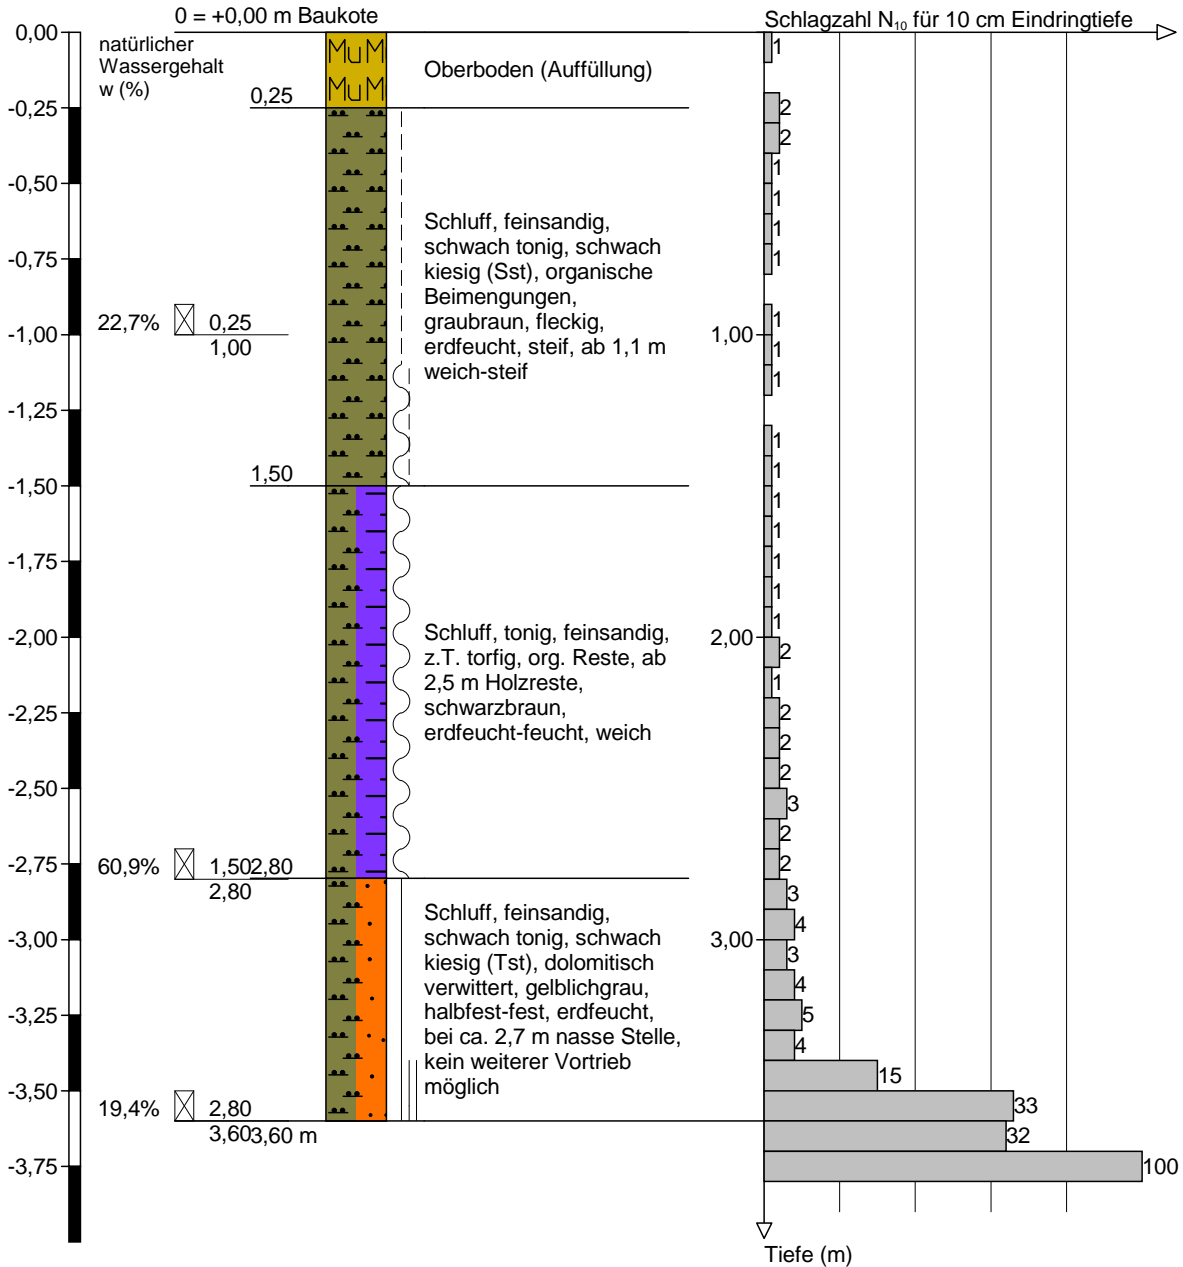 0 = +0,00 m Baukote
Schlagzahl N₁₀ für 10 cm Eindringtiefe
0,00
-0,25
-0,50
-0,75
-1,00
-1,25
-1,50
-1,75
-2,00
-2,25
-2,50
-2,75
-3,00
-3,25
-3,50
-3,75
natürlicher
Wassergehalt
w (%)
22,7%
0,25
1,00
60,9%
1,50
2,80
19,4%
2,80
3,60
0,25
1,50
2,80
3,60 m
MuM
MuM
Oberboden (Auffüllung)
Schluff, feinsandig,
schwach tonig, schwach
kiesig (Sst), organische
Beimengungen,
graubraun, fleckig,
erdfeucht, steif, ab 1,1 m
weich-steif
Schluff, tonig, feinsandig,
z.T. torfig, org. Reste, ab
2,5 m Holzreste,
schwarzbraun,
erdfeucht-feucht, weich
Schluff, feinsandig,
schwach tonig, schwach
kiesig (Tst), dolomitisch
verwittert, gelblichgrau,
halbfest-fest, erdfeucht,
bei ca. 2,7 m nasse Stelle,
kein weiterer Vortrieb
möglich
1,00
2,00
3,00
1
2
2
1
1
1
1
1
1
1
1
1
1
1
1
1
1
2
1
2
2
2
3
2
2
3
4
3
4
5
4
15
33
32
100
Tiefe (m)